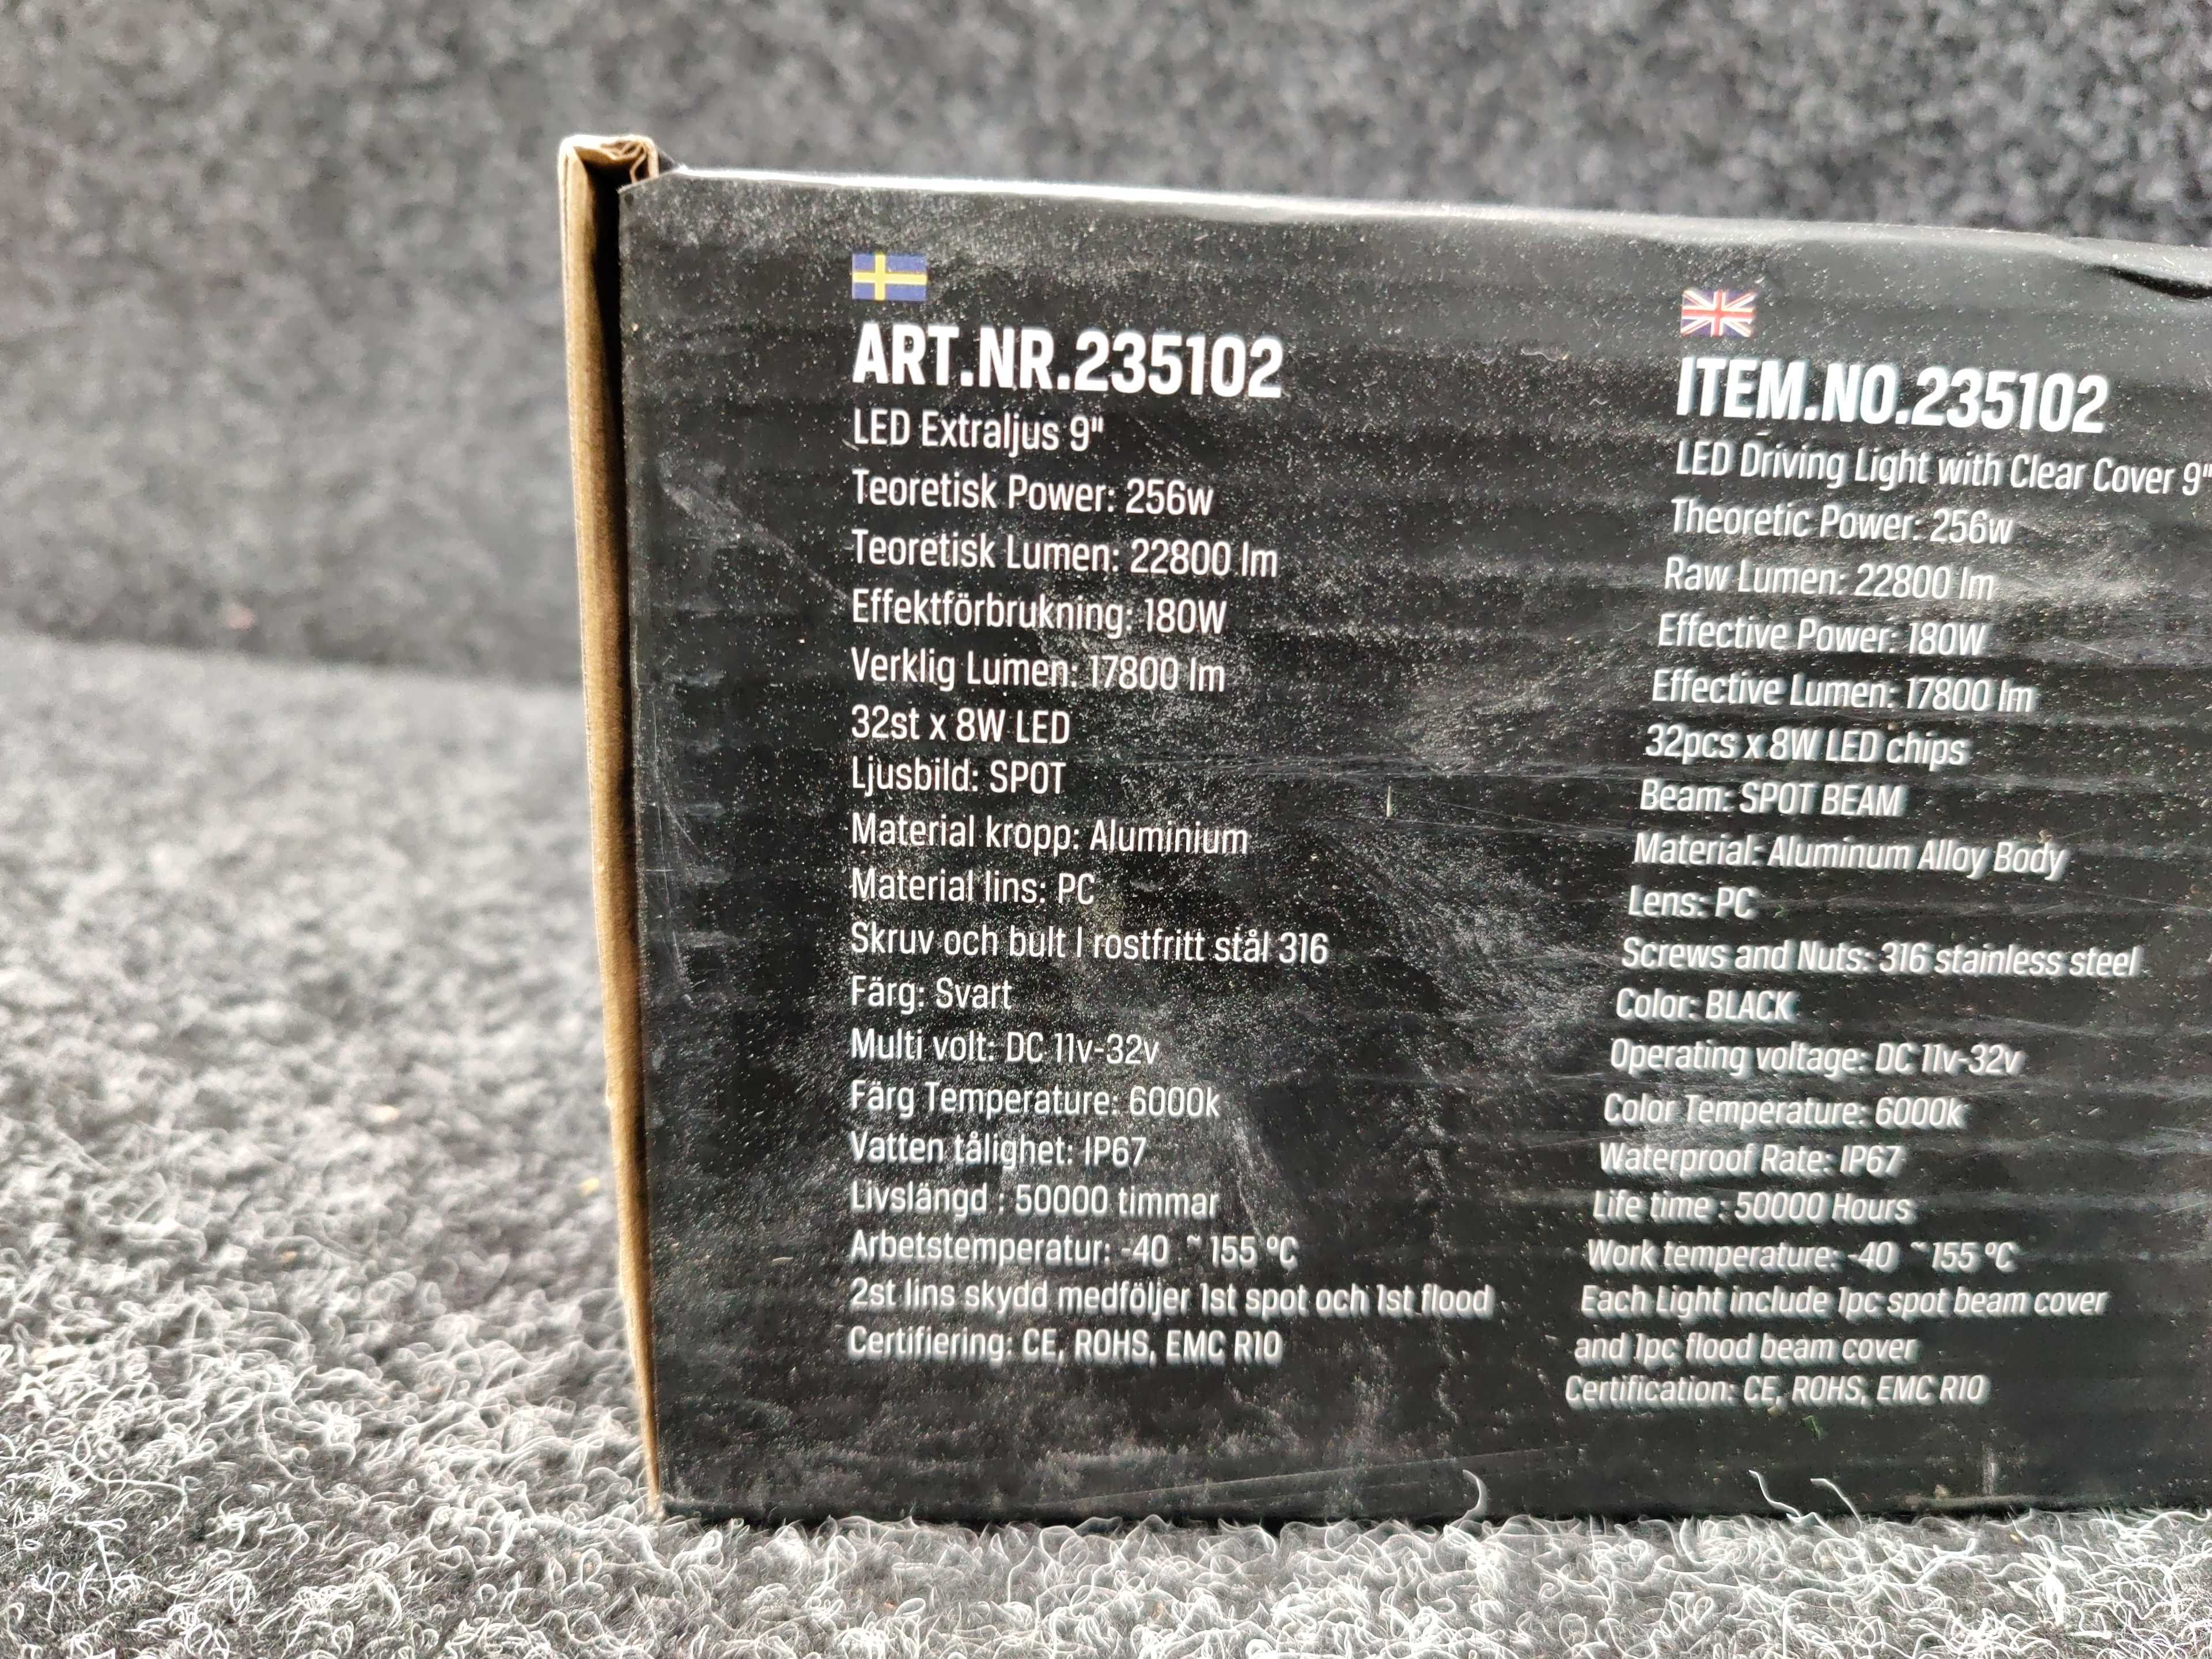 ART.NR.235102
LED Extraljus 9"
Teoretisk Power: 256w
Teoretisk Lumen: 22800 lm
Effektförbrukning: 180W
Verklig Lumen: 17800 lm
32st x 8W LED
Ljusbild: SPOT
Material kropp: Aluminium
Material lins: PC
Skruv och bult I rostfritt stål 316
Färg: Svart
Multi volt: DC 11v-32v
Färg Temperature: 6000k
Vatten tålighet: IP67
Livslängd : 50000 timmar
Arbetstemperatur: -40 ~ 155 ºC
2st lins skydd medföljer 1st spot och 1st flood
Certifiering: CE, ROHS, EMC R10
ITEM.NO.235102
LED Driving Light with Clear Cover 9"
Theoretic Power: 256w
Raw Lumen: 22800 lm
Effective Power: 180W
Effective Lumen: 17800 lm
32pcs x 8W LED chips
Beam: SPOT BEAM
Material: Aluminum Alloy Body
Lens: PC
Screws and Nuts: 316 stainless steel
Color: BLACK
Operating voltage: DC 11v-32v
Color Temperature: 6000k
Waterproof Rate: IP67
Life time : 50000 Hours
Work temperature: -40 ~ 155 ºC
Each Light include 1pc spot beam cover
and 1pc flood beam cover
Certification: CE, ROHS, EMC R10